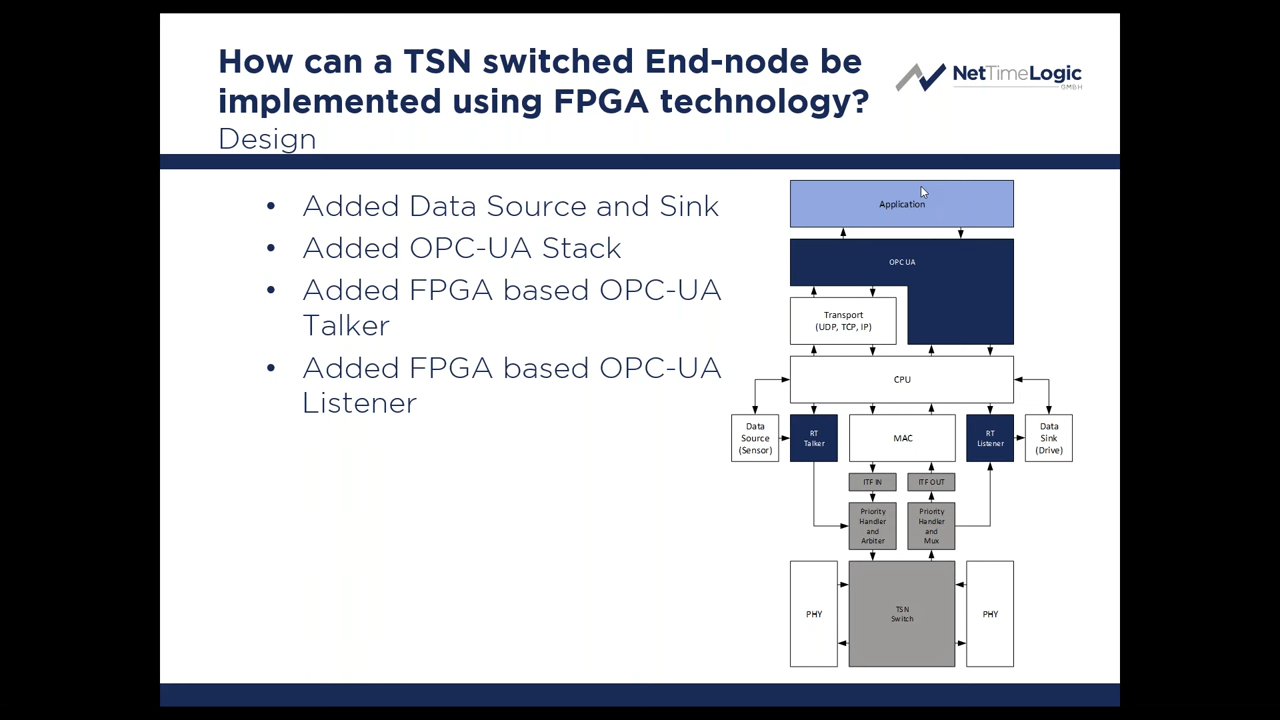 How can a TSN switched End-node be
implemented using FPGA technology?
Design
NetTimeLogic
GMBH
• Added Data Source and Sink
• Added OPC-UA Stack
• Added FPGA based OPC-UA
Talker
• Added FPGA based OPC-UA
Listener
Application
OPC UA
Transport
(UDP, TCP, IP)
CPU
Data
Source
(Sensor)
RT
Talker
MAC
RT
Listener
Data
Sink
(Drive)
ITF IN
ITF OUT
Priority
Handler
and
Arbiter
Priority
Handler
and
Mux
PHY
TSN
Switch
PHY